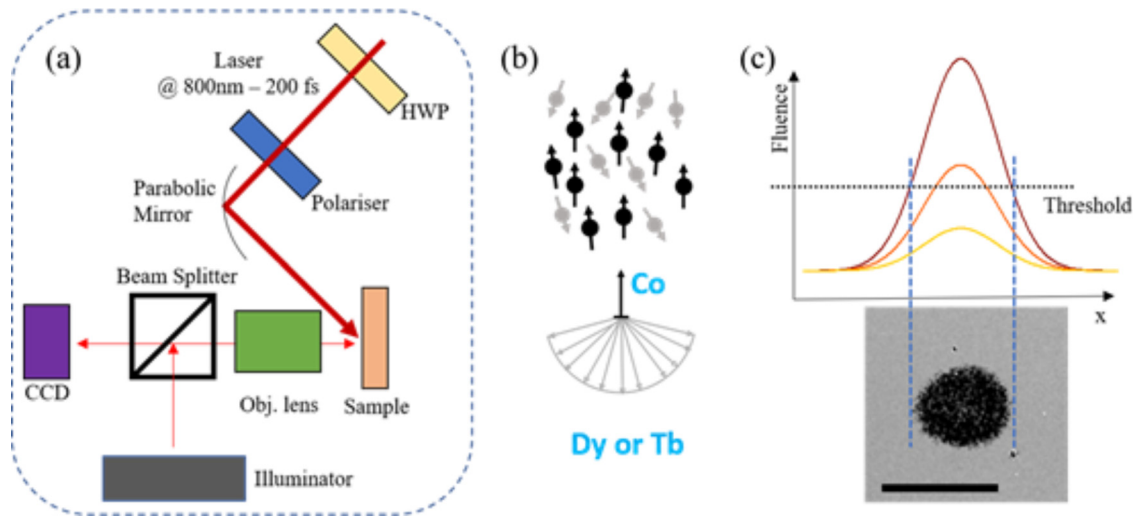 (a)
Laser
@ 800nm – 200 fs
HWP
Polariser
Parabolic
Mirror
Beam Splitter
CCD
Obj. lens
Sample
Illuminator
(b)
Co
Dy or Tb
(c)
Fluence
Threshold
x